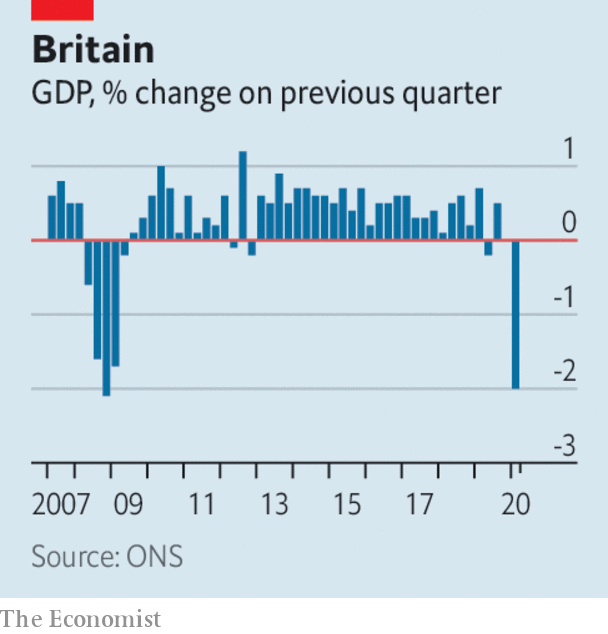 Britain
GDP, % change on previous quarter
1
0
-1
-2
-3
2007 09 11 13 15 17 20
Source: ONS
The Economist